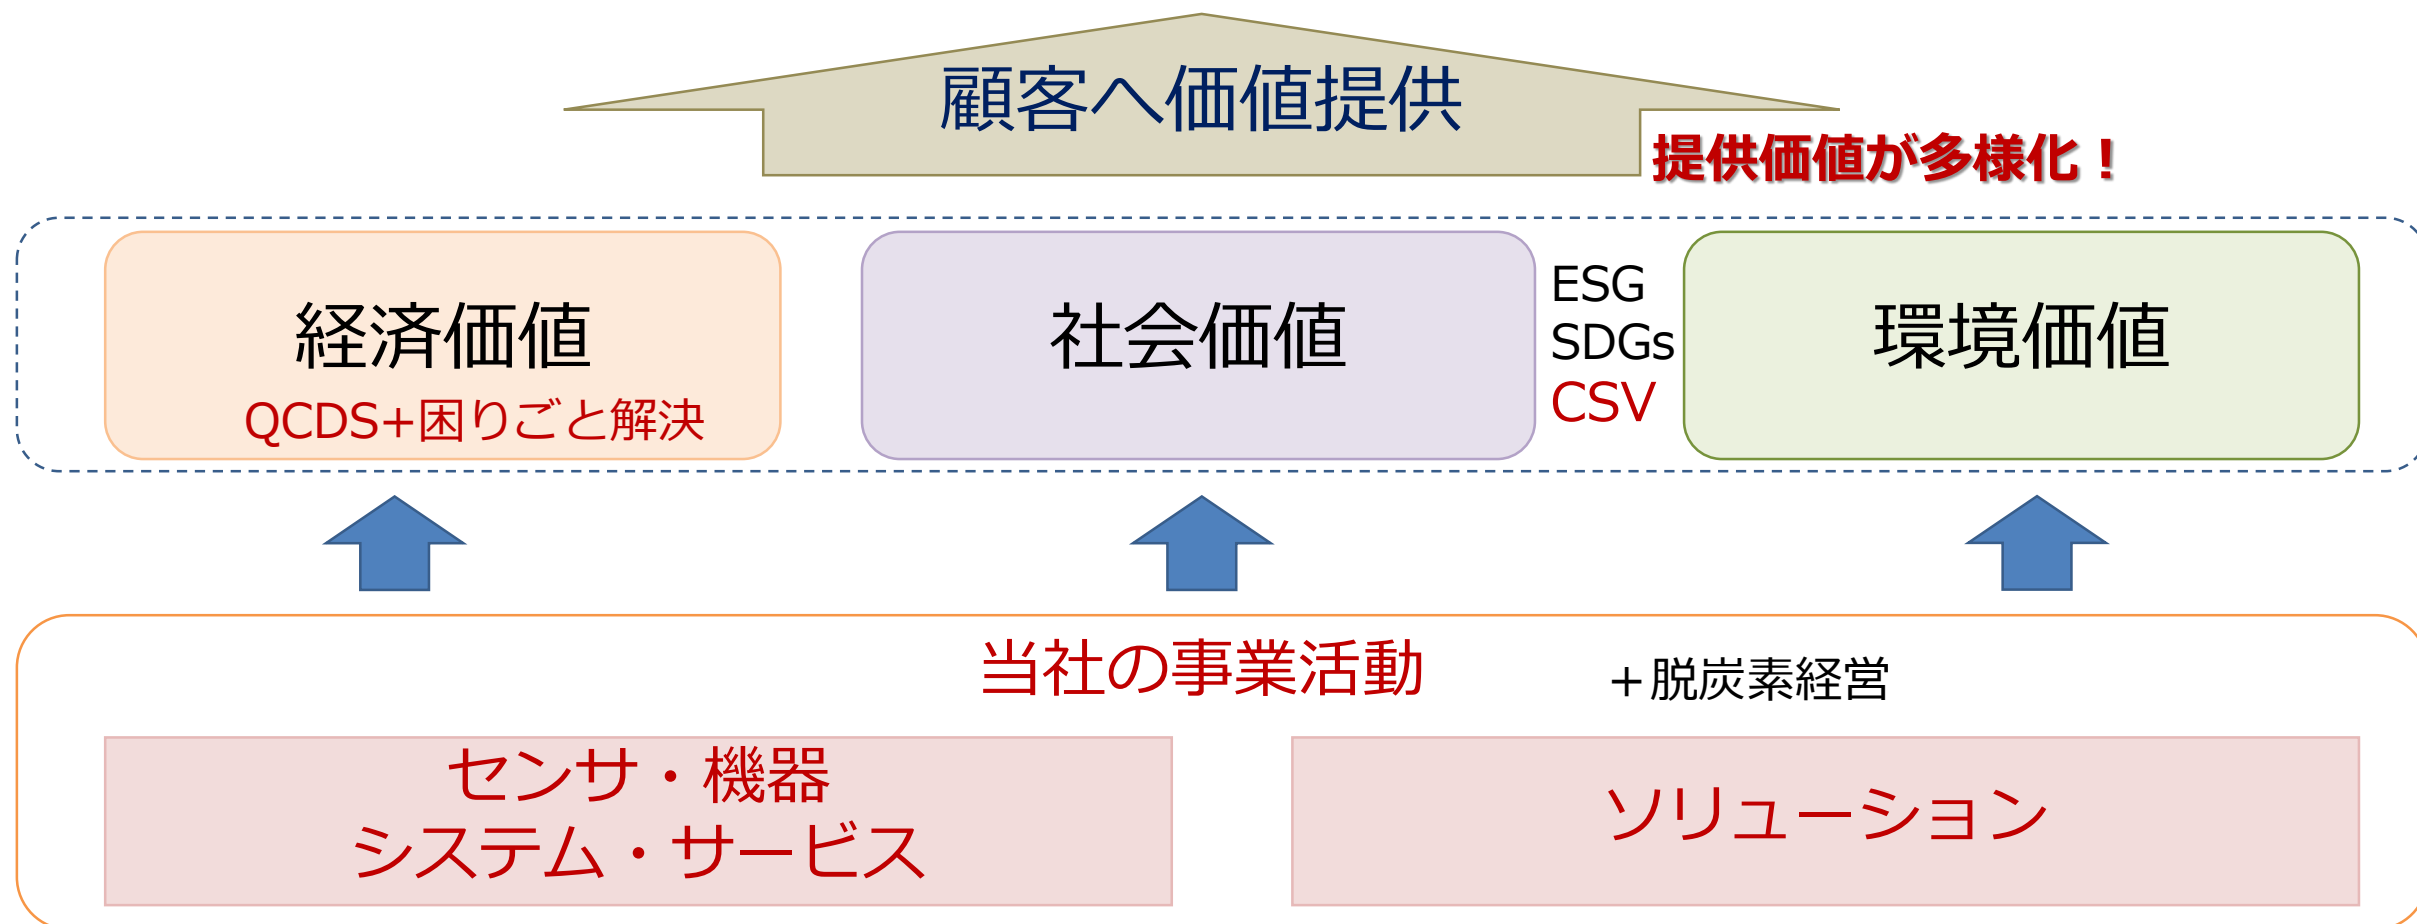 顧客へ価値提供
提供価値が多様化！
経済価値
QCDS+困りごと解決
社会価値
ESG
SDGs
CSV
環境価値
当社の事業活動
＋脱炭素経営
センサ・機器
システム・サービス
ソリューション